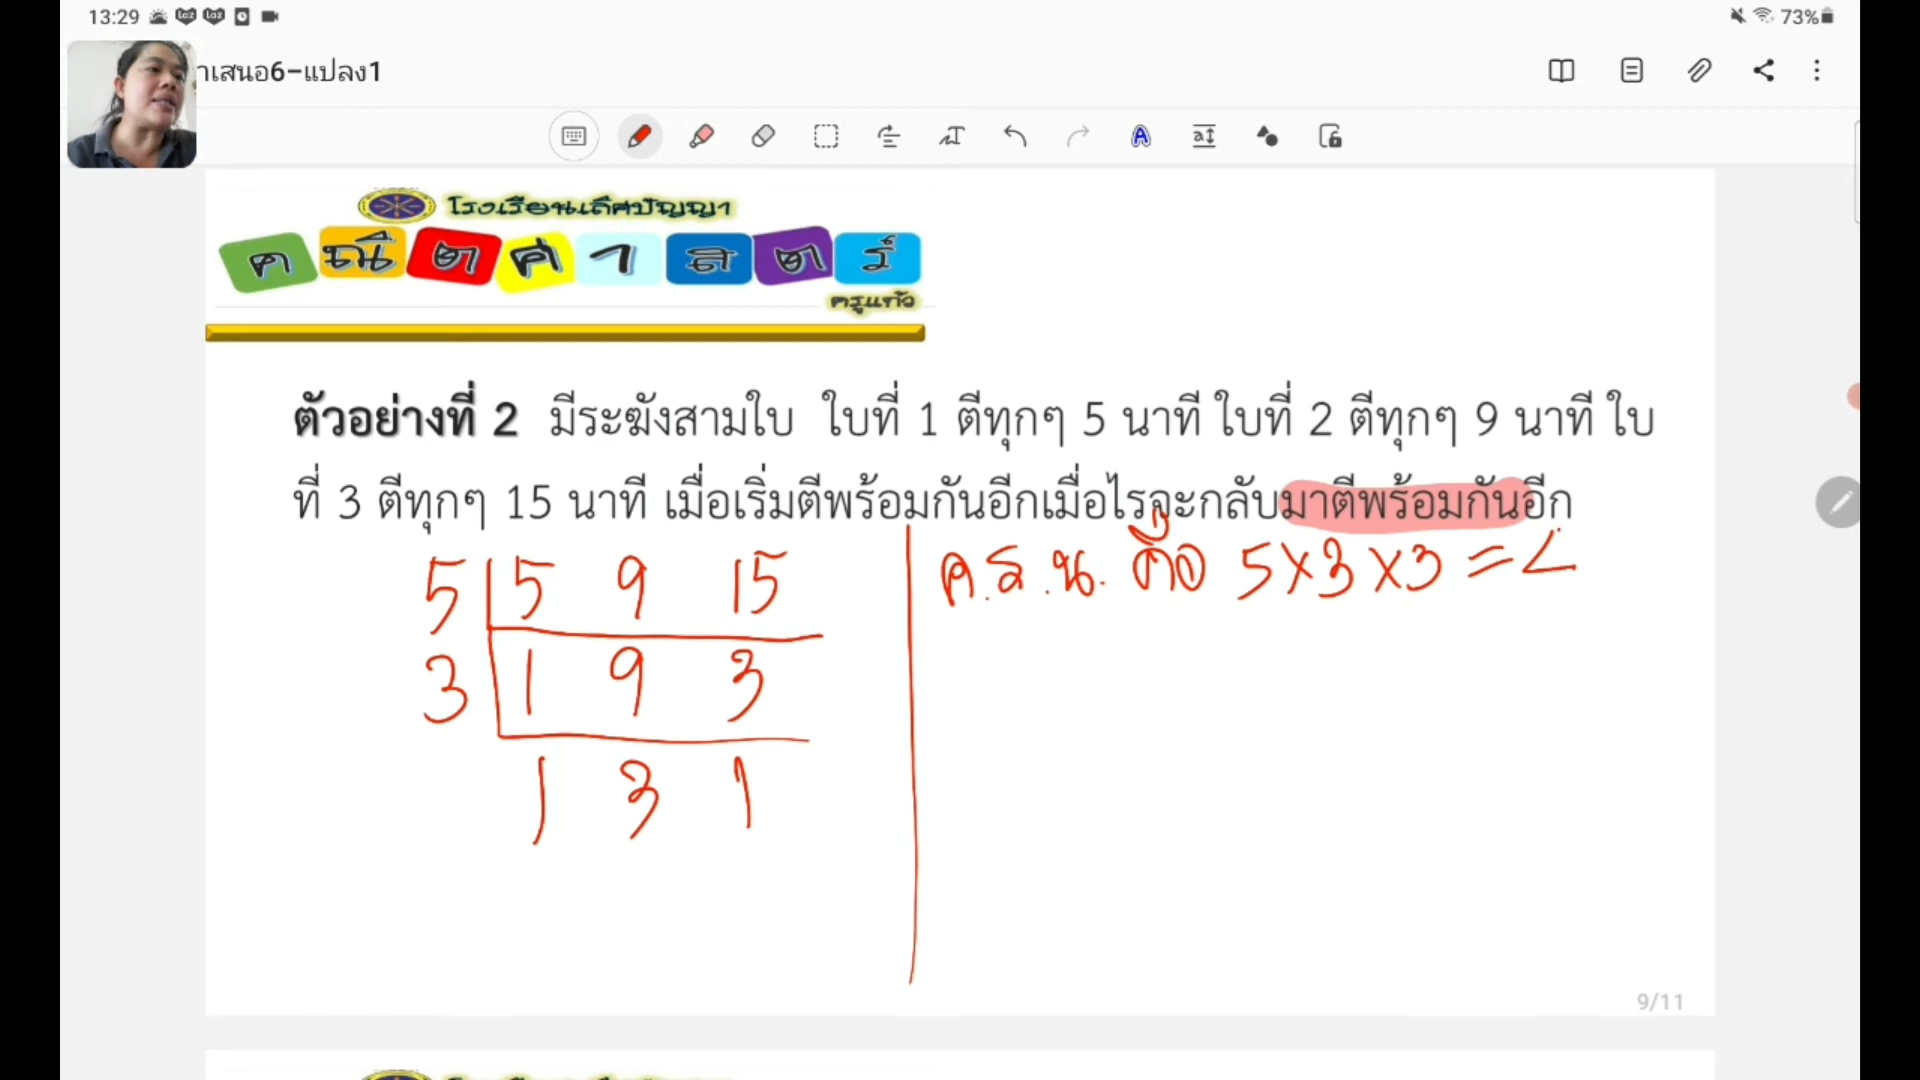 13:29
73%
าเสนอ6-แปลง1
โรงเรียนเลิศปัญญา
คณิตศาสตร์
ครูแก้ว
ตัวอย่างที่ 2 มีระฆังสามใบ ใบที่ 1 ตีทุกๆ 5 นาที ใบที่ 2 ตีทุกๆ 9 นาที ใบ
ที่ 3 ตีทุกๆ 15 นาที เมื่อเริ่มตีพร้อมกันอีกเมื่อไรจะกลับมาตีพร้อมกันอีก
5 5 9 15
3 1 9 3
1 3 1
ค.ร.น. คือ 5×3×3 =
9/11